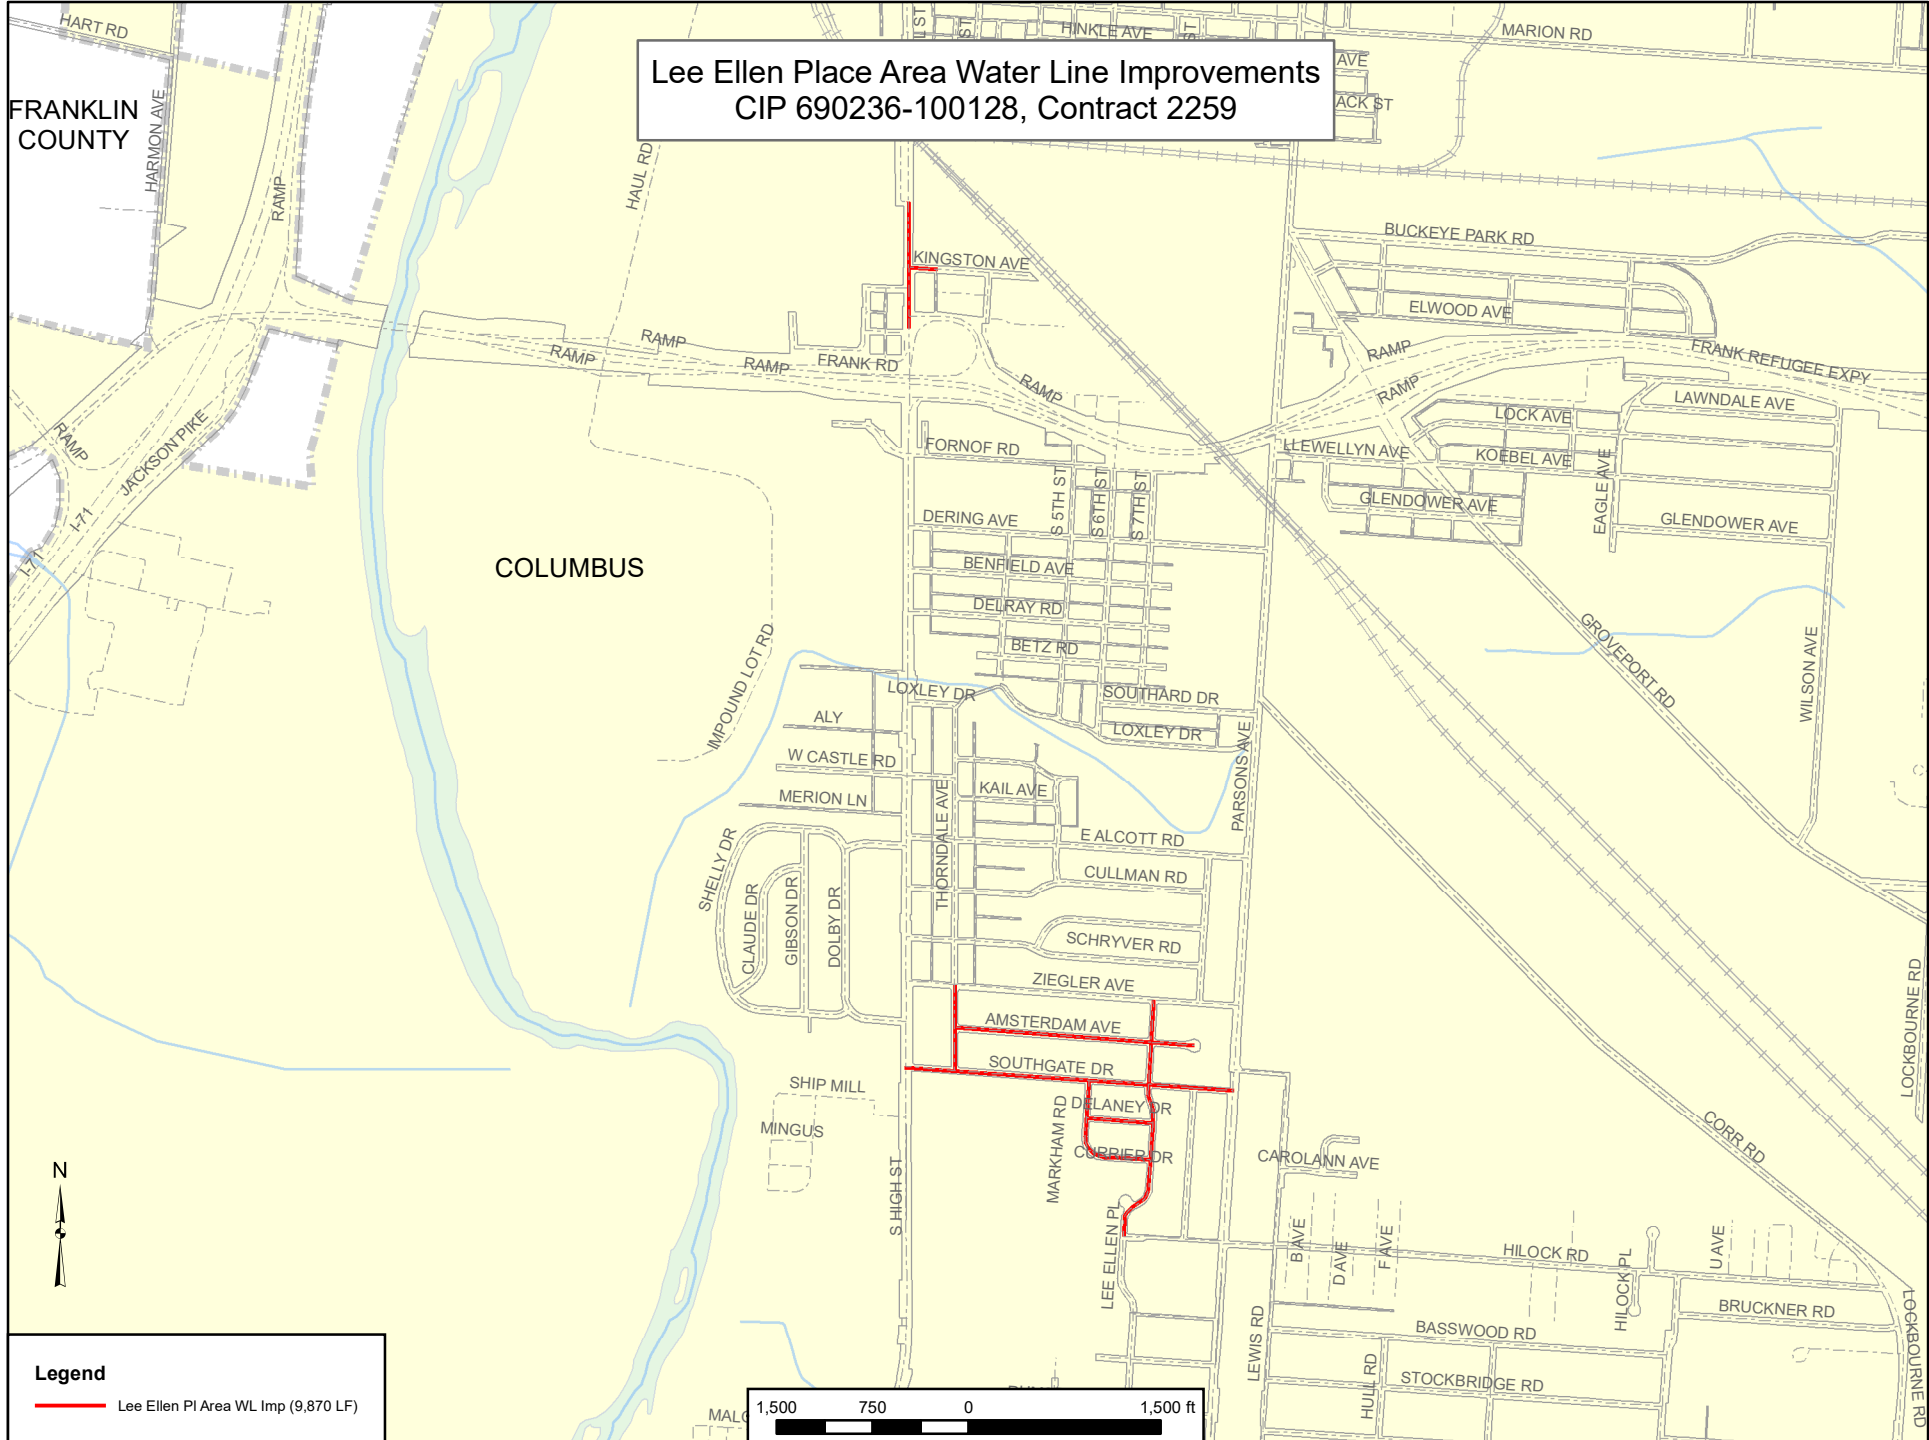 Lee Ellen Place Area Water Line Improvements
CIP 690236-100128, Contract 2259
HART RD
HINKLE AVE
MARION RD
ST
ST
ST
AVE
ACK ST
FRANKLIN
COUNTY
HARMON AVE
RAMP
HAUL RD
KINGSTON AVE
BUCKEYE PARK RD
ELWOOD AVE
RAMP
RAMP
RAMP
FRANK RD
RAMP
RAMP
RAMP
FRANK REFUGEE EXPY
LAWNDALE AVE
LOCK AVE
RAMP
JACKSON PIKE
I-71
I-71
FORNOF RD
LLEWELLYN AVE
KOEBEL AVE
GLENDOWER AVE
EAGLE AVE
GLENDOWER AVE
S 5TH ST
S 6TH ST
S 7TH ST
DERING AVE
COLUMBUS
BENFIELD AVE
DELRAY RD
BETZ RD
GROVEPORT RD
WILSON AVE
IMPOUND LOT RD
LOXLEY DR
SOUTHARD DR
LOXLEY DR
ALY
W CASTLE RD
MERION LN
KAIL AVE
PARSONS AVE
THORNDALE AVE
E ALCOTT RD
CULLMAN RD
SHELLY DR
CLAUDE DR
GIBSON DR
DOLBY DR
SCHRYVER RD
ZIEGLER AVE
AMSTERDAM AVE
SOUTHGATE DR
DELANEY DR
CURRIER DR
MARKHAM RD
SHIP MILL
MINGUS
S HIGH ST
LEE ELLEN PL
CAROLANN AVE
CORR RD
LOCKBOURNE RD
B AVE
D AVE
F AVE
HILOCK RD
HILOCK PL
U AVE
BRUCKNER RD
BASSWOOD RD
STOCKBRIDGE RD
LEWIS RD
HULL RD
LOCKBOURNE RD
N
Legend
Lee Ellen Pl Area WL Imp (9,870 LF)
1,500 750 0 1,500 ft